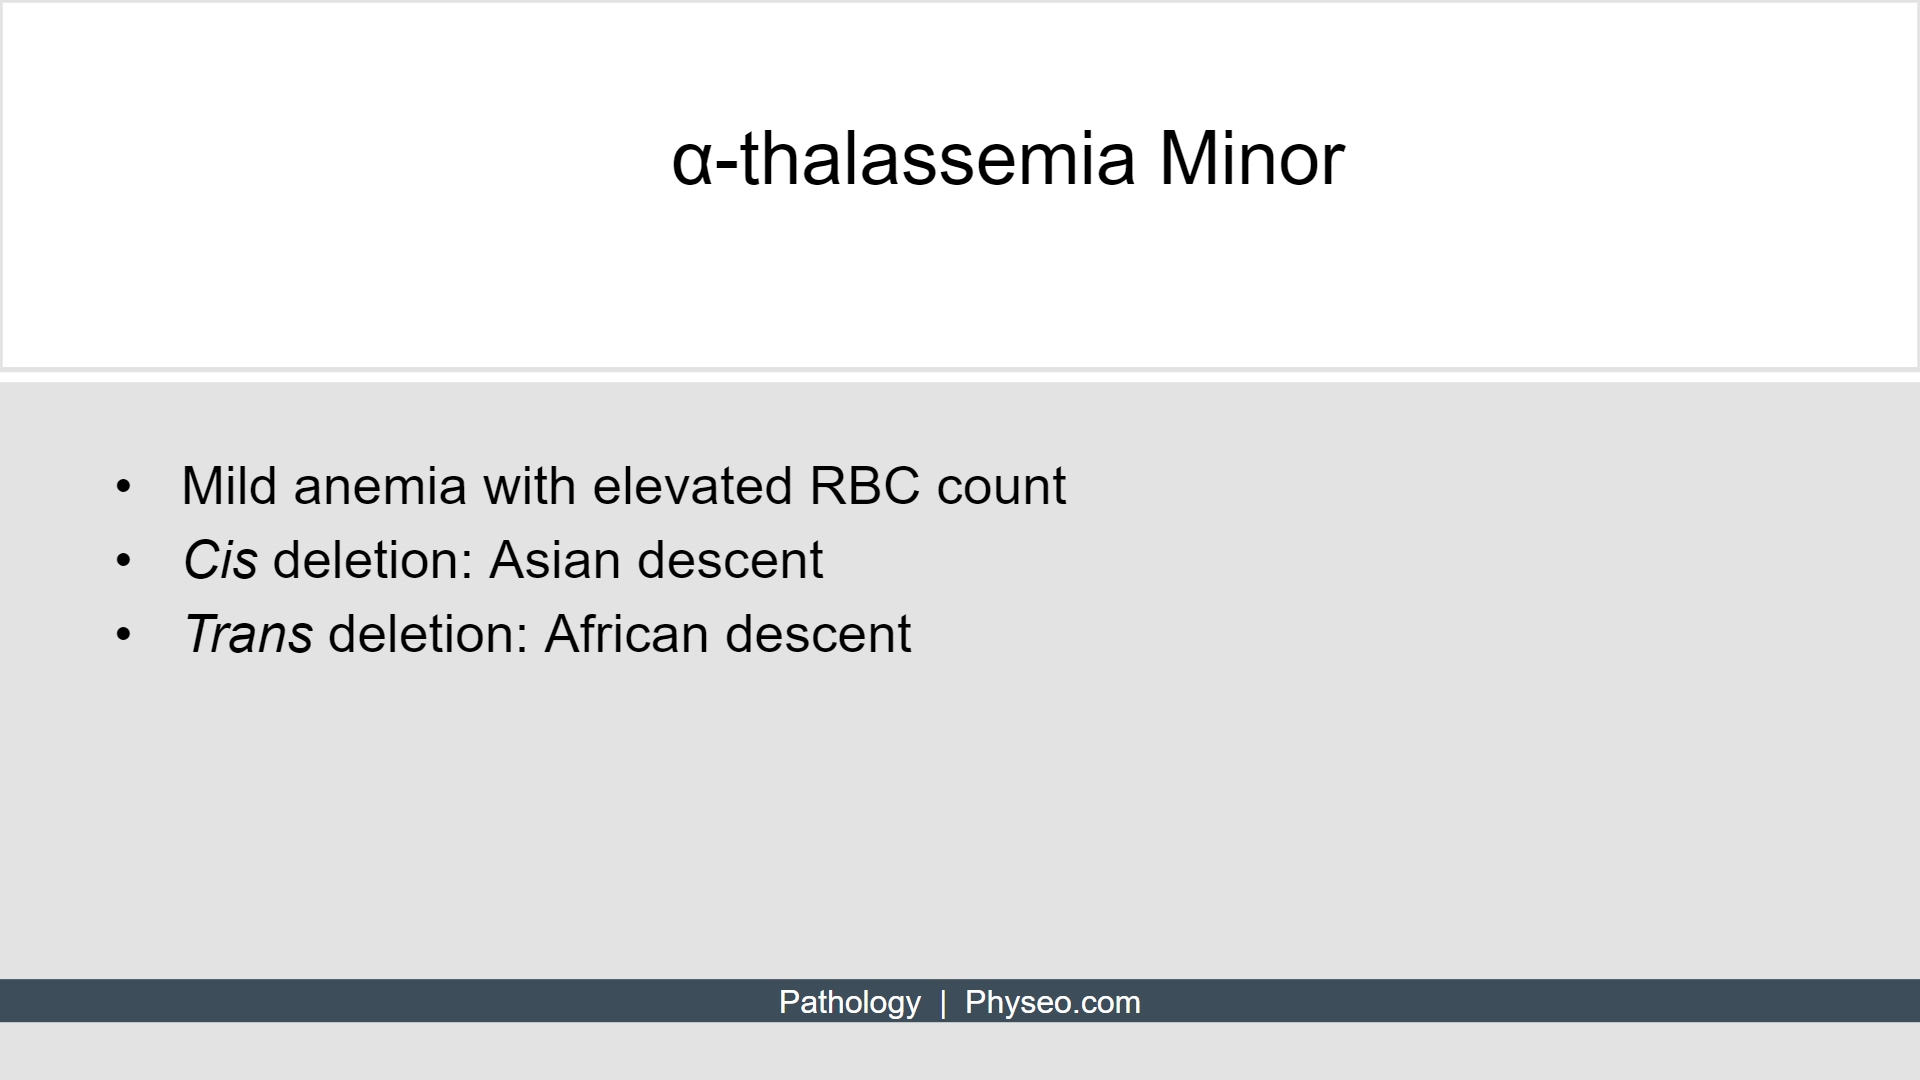 α-thalassemia Minor
• Mild anemia with elevated RBC count
• Cis deletion: Asian descent
• Trans deletion: African descent
Pathology | Physeo.com